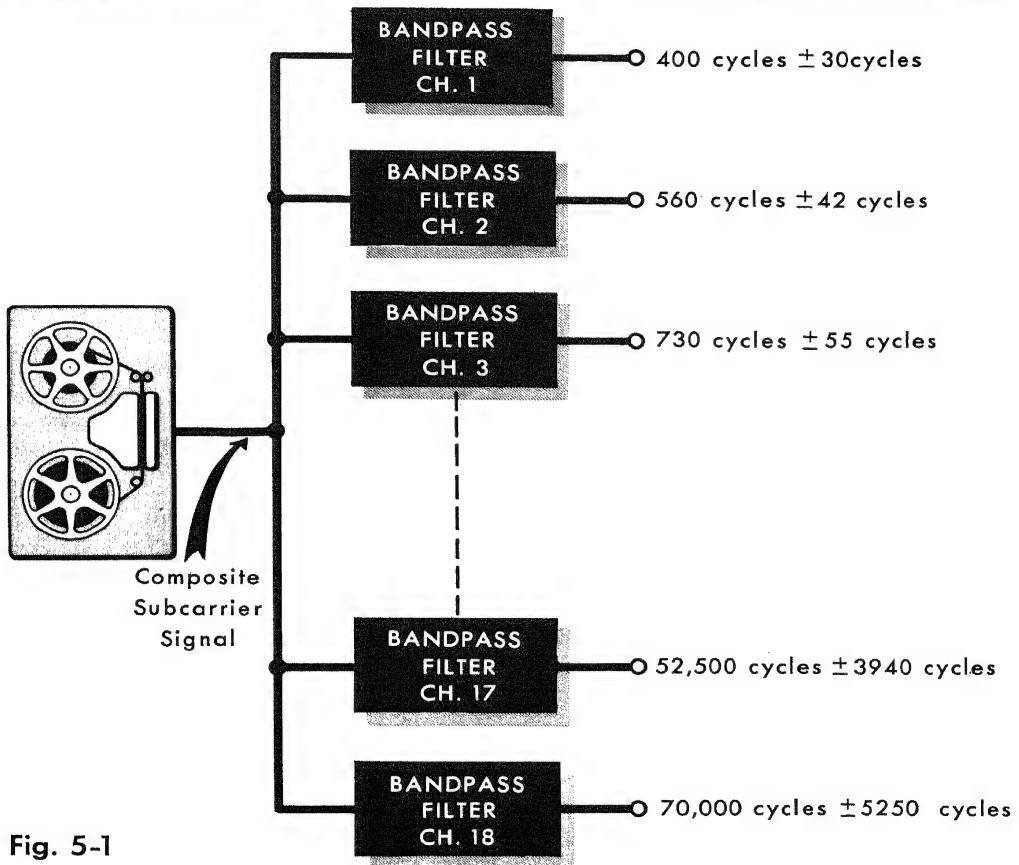 BANDPASS
FILTER
CH. 1
400 cycles ±30cycles
BANDPASS
FILTER
CH. 2
560 cycles ±42 cycles
BANDPASS
FILTER
CH. 3
730 cycles ±55 cycles
Composite
Subcarrier
Signal
BANDPASS
FILTER
CH. 17
52,500 cycles ±3940 cycles
BANDPASS
FILTER
CH. 18
70,000 cycles ±5250 cycles
Fig. 5-1